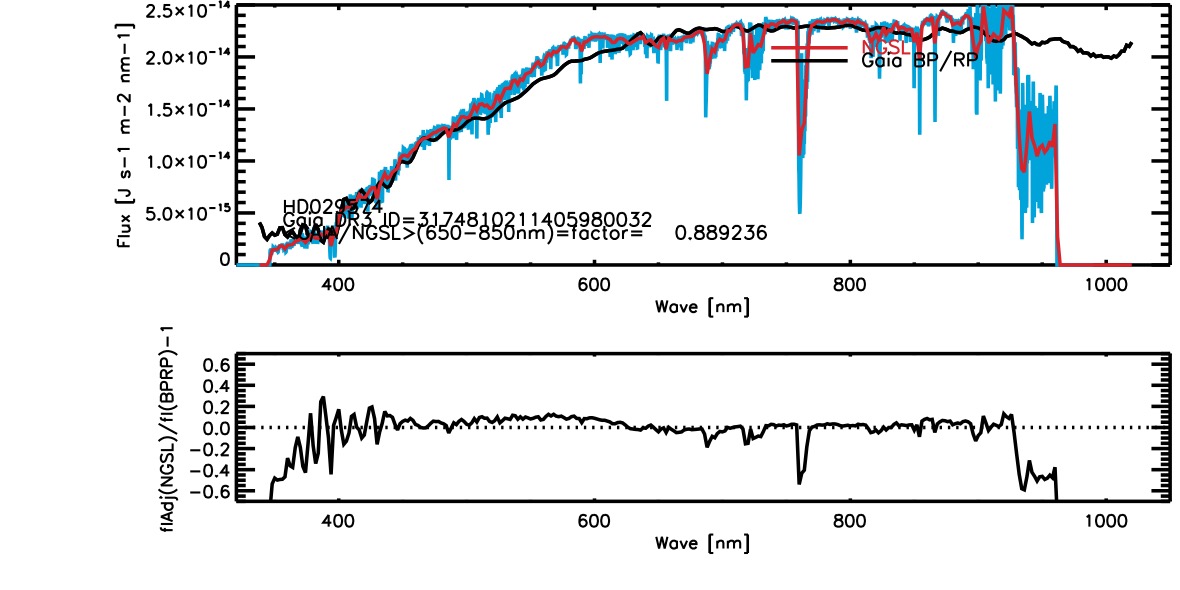 2.5×10⁻¹⁴
2.0×10⁻¹⁴
1.5×10⁻¹⁴
1.0×10⁻¹⁴
5.0×10⁻¹⁵
0
Flux [J s-1 m-2 nm-1]
NGSL
Gaia BP/RP
Gaia DR3 ID=3174810211405980032
/NGSL>(650-850nm)=factor= 0.889236
400 600 800 1000
Wave [nm]
0.6
0.4
0.2
0.0
-0.2
-0.4
-0.6
flAdj(NGSL)/fl(BPRP)-1
400 600 800 1000
Wave [nm]